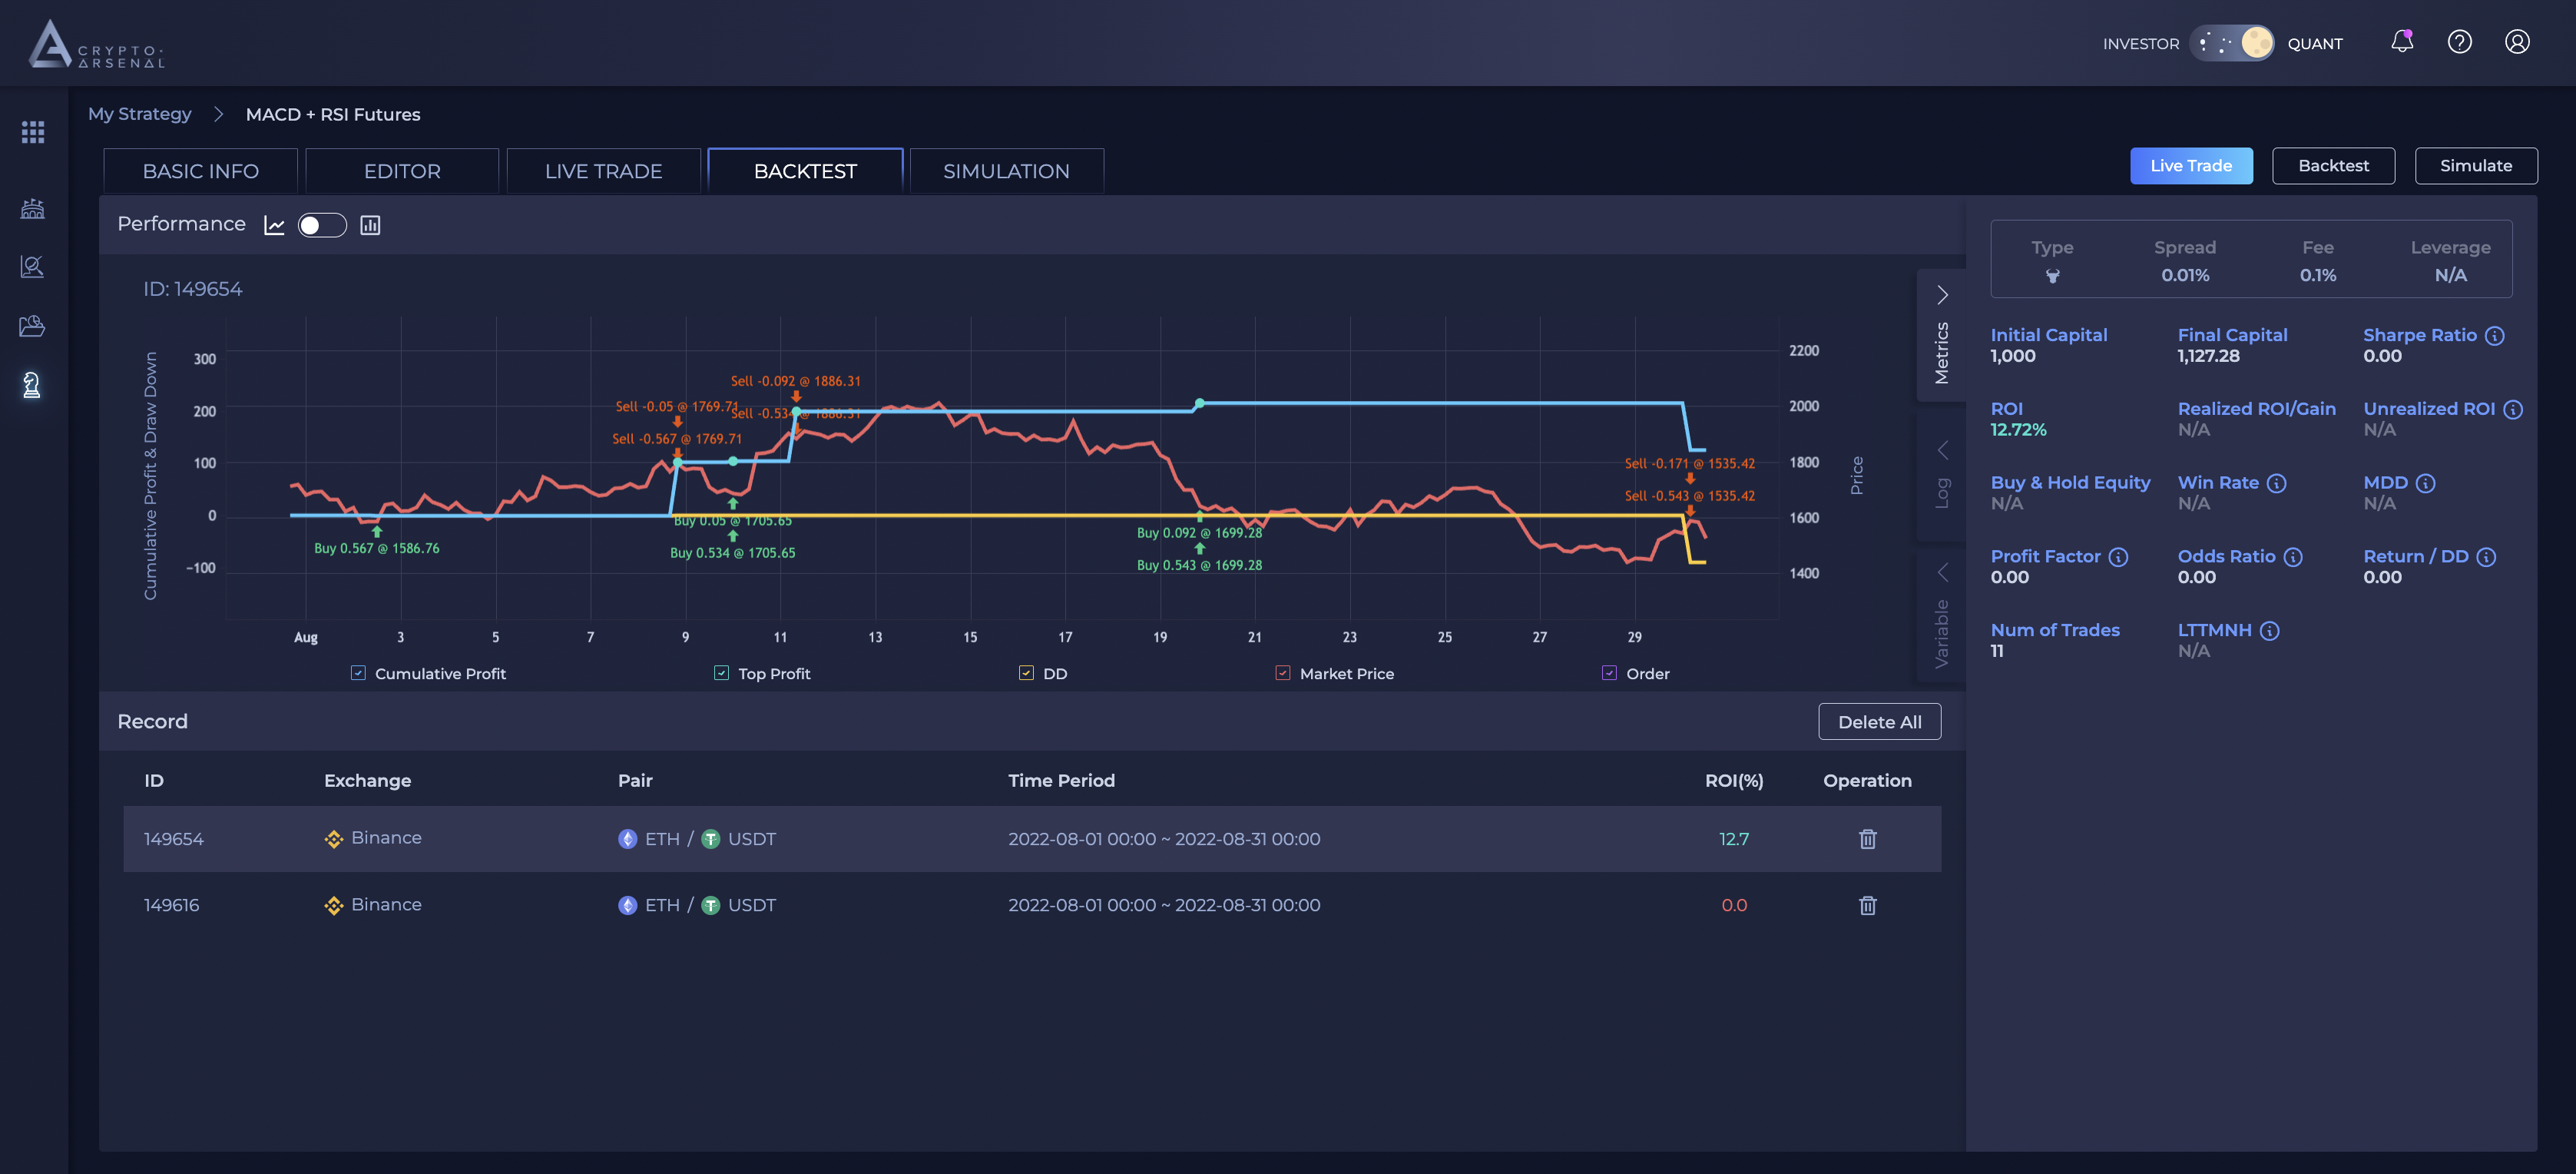 CRYPTO-
ARSENAL
INVESTOR QUANT
My Strategy > MACD + RSI Futures
BASIC INFO EDITOR LIVE TRADE BACKTEST SIMULATION
Live Trade Backtest Simulate
Performance
ID: 149654
Cumulative Profit & Draw Down
300
200
100
0
−100
Sell -0.05 @ 1769.71
Sell -0.567 @ 1769.71
Sell -0.092 @ 1886.31
Sell -0.534 @ 1886.31
Buy 0.567 @ 1586.76
Buy 0.05 @ 1705.65
Buy 0.534 @ 1705.65
Buy 0.092 @ 1699.28
Buy 0.543 @ 1699.28
Sell -0.171 @ 1535.42
Sell -0.543 @ 1535.42
2200
2000
1800
1600
1400
Price
Aug 3 5 7 9 11 13 15 17 19 21 23 25 27 29
Cumulative Profit Top Profit DD Market Price Order
Metrics
Log
Variable
Type Spread Fee Leverage
0.01% 0.1% N/A
Initial Capital Final Capital Sharpe Ratio
1,000 1,127.28 0.00
ROI Realized ROI/Gain Unrealized ROI
12.72% N/A N/A
Buy & Hold Equity Win Rate MDD
N/A N/A N/A
Profit Factor Odds Ratio Return / DD
0.00 0.00 0.00
Num of Trades LTTMNH
11 N/A
Record Delete All
ID Exchange Pair Time Period ROI(%) Operation
149654 Binance ETH / USDT 2022-08-01 00:00 ~ 2022-08-31 00:00 12.7
149616 Binance ETH / USDT 2022-08-01 00:00 ~ 2022-08-31 00:00 0.0